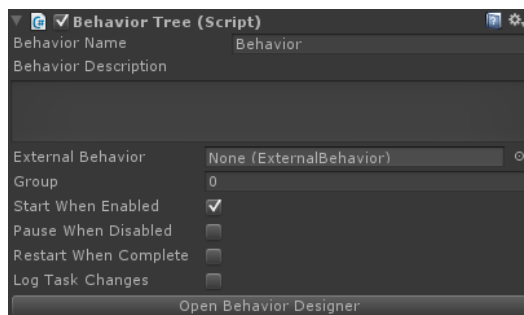 Behavior Tree (Script)
Behavior Name Behavior
Behavior Description
External Behavior None (ExternalBehavior)
Group 0
Start When Enabled
Pause When Disabled
Restart When Complete
Log Task Changes
Open Behavior Designer